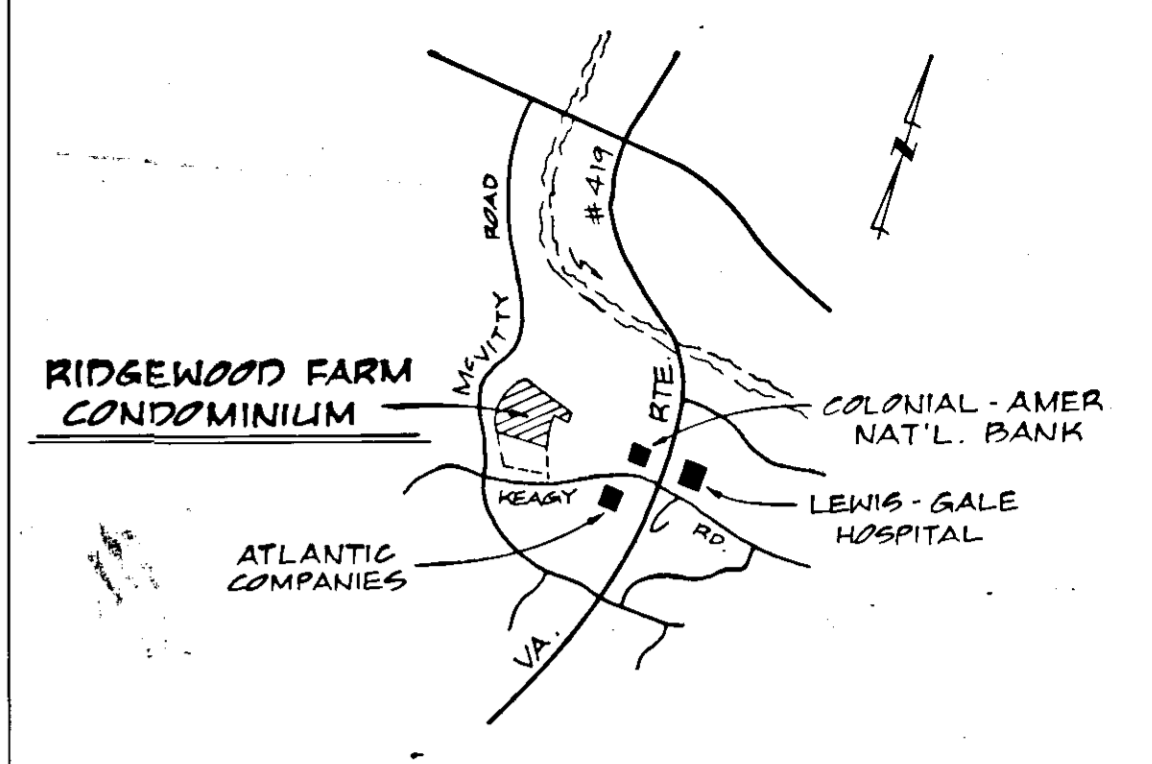 N
# 419
ROAD
McVITTY
RIDGEWOOD FARM
CONDOMINIUM
RTE.
COLONIAL - AMER.
NAT'L. BANK
KEAGY
LEWIS - GALE
HOSPITAL
RD.
ATLANTIC
COMPANIES
VA.